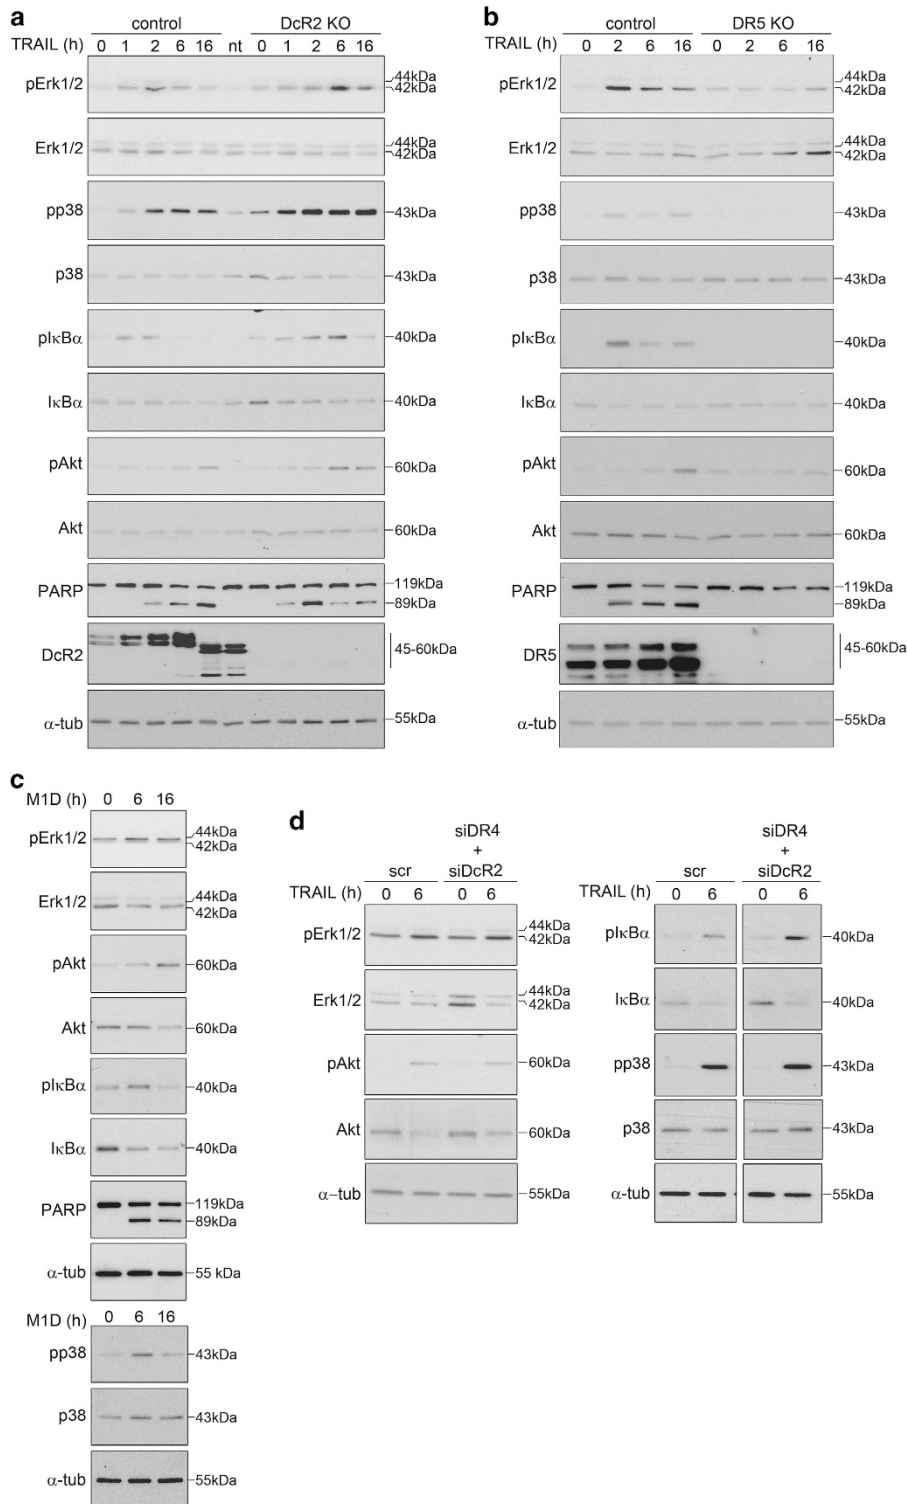 a
control DcR2 KO
TRAIL (h) 0 1 2 6 16 nt 0 1 2 6 16
pErk1/2 44kDa
42kDa
Erk1/2 44kDa
42kDa
pp38 43kDa
p38 43kDa
pIκBα 40kDa
IκBα 40kDa
pAkt 60kDa
Akt 60kDa
PARP 119kDa
89kDa
DcR2 45-60kDa
α-tub 55kDa
b
control DR5 KO
TRAIL (h) 0 2 6 16 0 2 6 16
pErk1/2 44kDa
42kDa
Erk1/2 44kDa
42kDa
pp38 43kDa
p38 43kDa
pIκBα 40kDa
IκBα 40kDa
pAkt 60kDa
Akt 60kDa
PARP 119kDa
89kDa
DR5 45-60kDa
α-tub 55kDa
c
M1D (h) 0 6 16
pErk1/2 44kDa
42kDa
Erk1/2 44kDa
42kDa
pAkt 60kDa
Akt 60kDa
pIκBα 40kDa
IκBα 40kDa
PARP 119kDa
89kDa
α-tub 55 kDa
M1D (h) 0 6 16
pp38 43kDa
p38 43kDa
α-tub 55kDa
d
siDR4
+
scr siDcR2
TRAIL (h) 0 6 0 6
pErk1/2 44kDa
42kDa
Erk1/2 44kDa
42kDa
pAkt 60kDa
Akt 60kDa
α-tub 55kDa
siDR4
+
scr siDcR2
TRAIL (h) 0 6 0 6
pIκBα 40kDa
IκBα 40kDa
pp38 43kDa
p38 43kDa
α-tub 55kDa